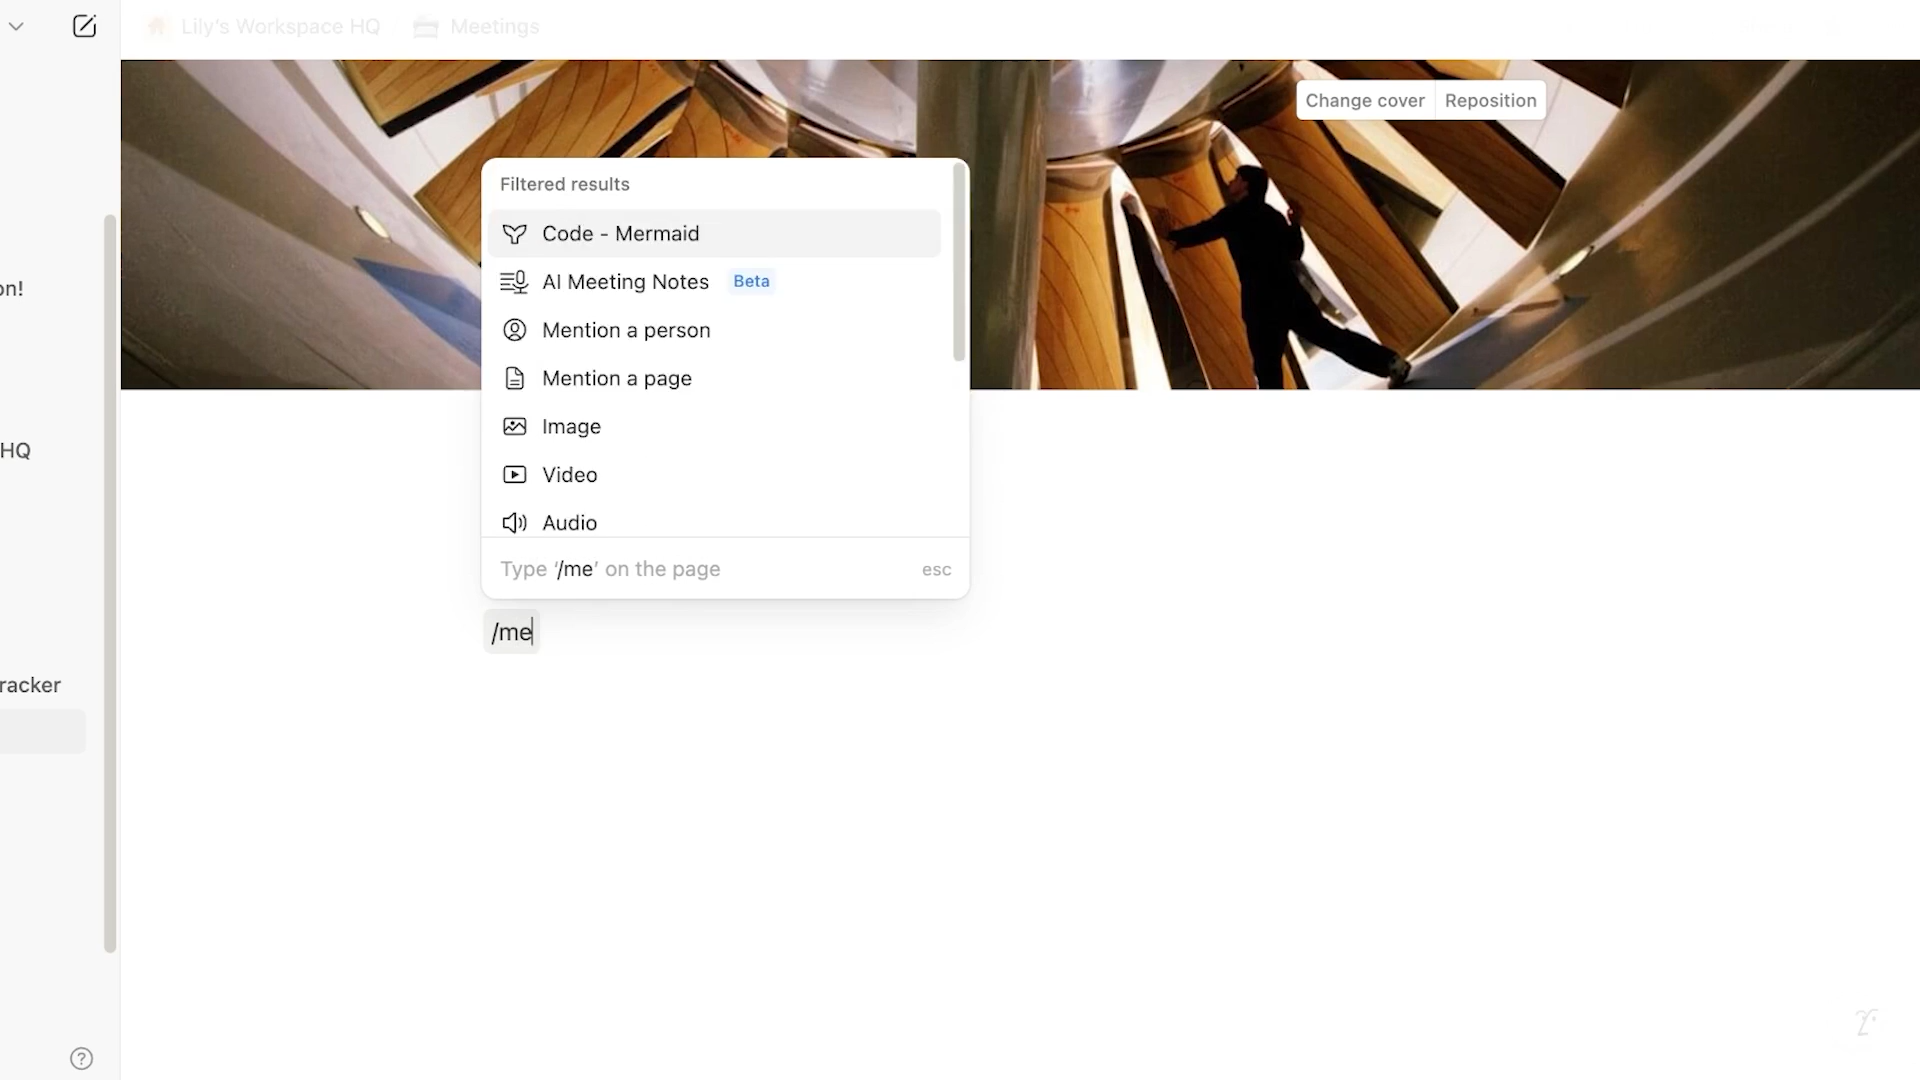 Lily's Workspace HQ
Meetings
Change cover
Reposition
on!
HQ
racker
Filtered results
Code - Mermaid
AI Meeting Notes Beta
Mention a person
Mention a page
Image
Video
Audio
Type '/me' on the page
esc
/me
?